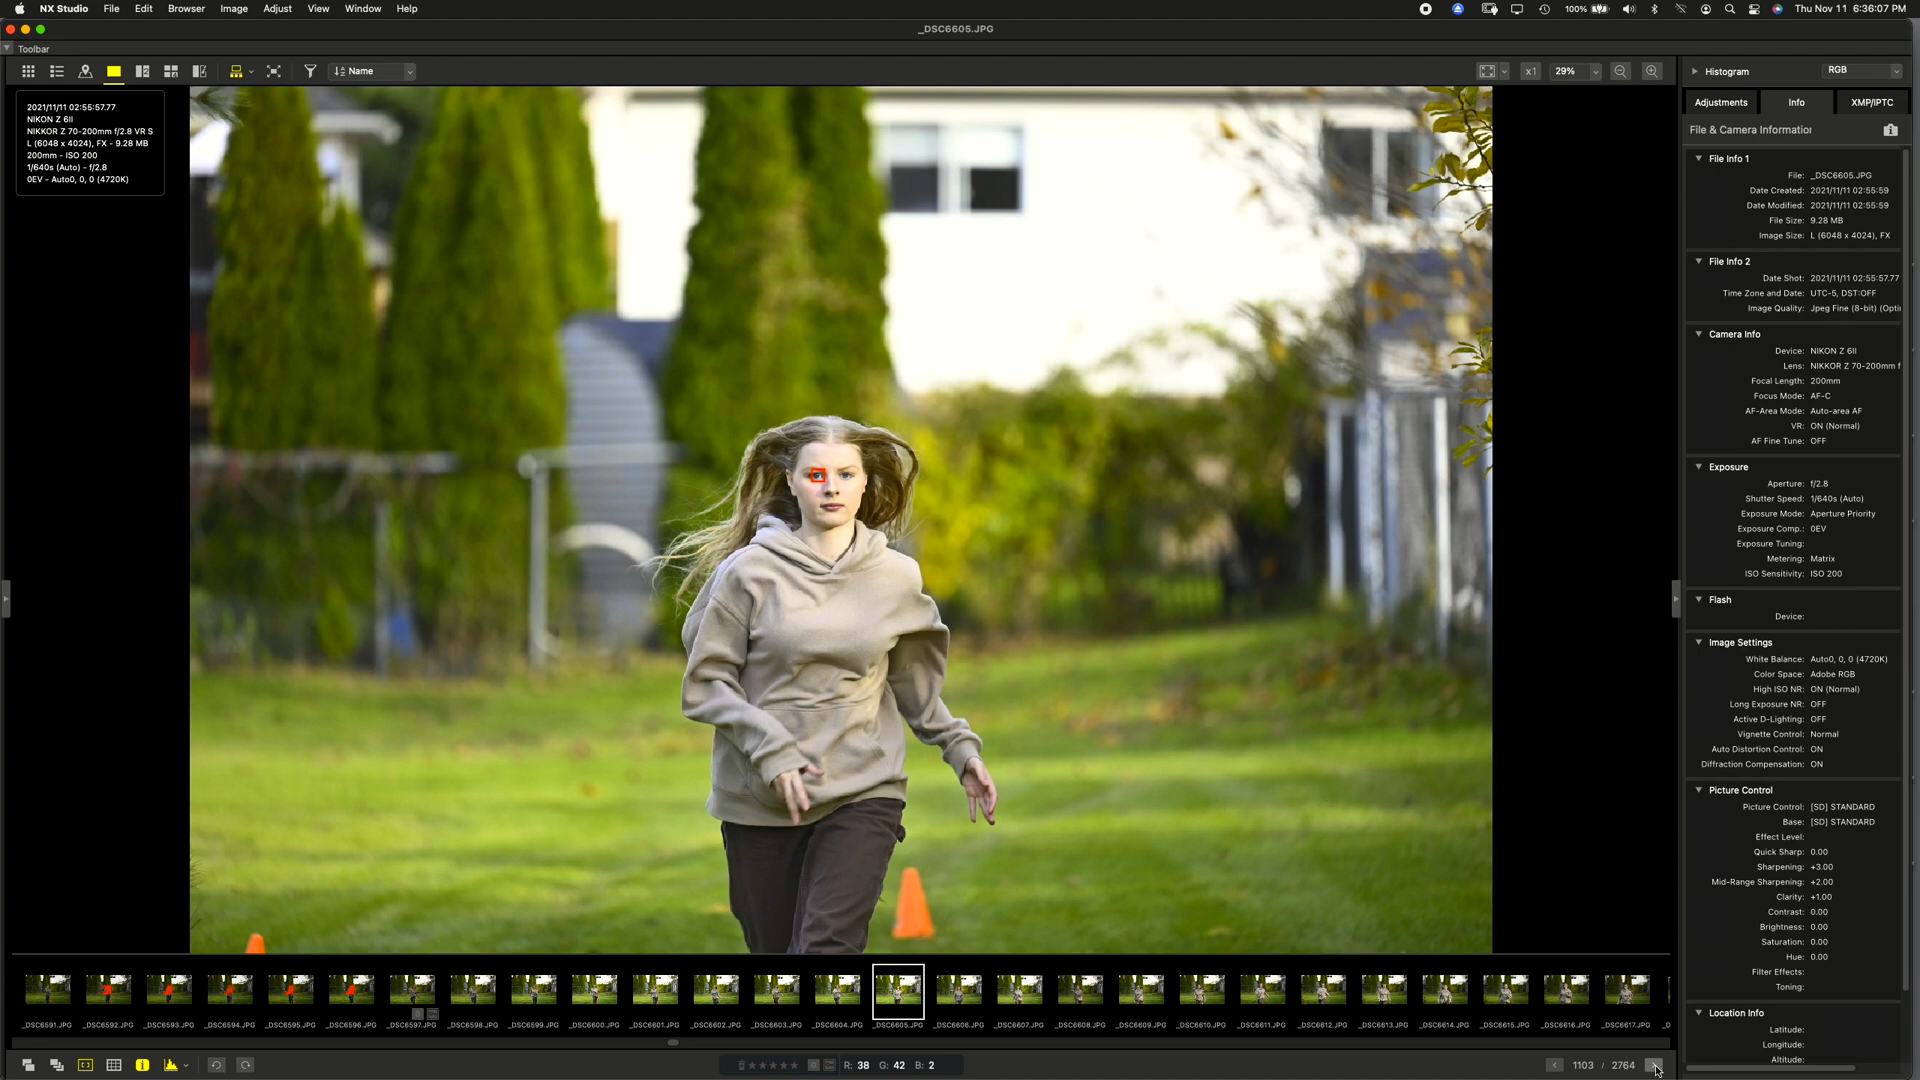 NX Studio File Edit Browser Image Adjust View Window Help 100% Thu Nov 11 6:36:07 PM
_DSC6605.JPG
Toolbar
Name x1 29% Histogram RGB
2021/11/11 02:55:57.77
NIKON Z 6II
NIKKOR Z 70-200mm f/2.8 VR S
L (6048 x 4024), FX - 9.28 MB
200mm - ISO 200
1/640s (Auto) - f/2.8
0EV - Auto0, 0, 0 (4720K)
Adjustments Info XMP/IPTC
File & Camera Information
File Info 1
File: _DSC6605.JPG
Date Created: 2021/11/11 02:55:59
Date Modified: 2021/11/11 02:55:59
File Size: 9.28 MB
Image Size: L (6048 x 4024), FX
File Info 2
Date Shot: 2021/11/11 02:55:57.77
Time Zone and Date: UTC-5, DST:OFF
Image Quality: Jpeg Fine (8-bit) (Opti
Camera Info
Device: NIKON Z 6II
Lens: NIKKOR Z 70-200mm f
Focal Length: 200mm
Focus Mode: AF-C
AF-Area Mode: Auto-area AF
VR: ON (Normal)
AF Fine Tune: OFF
Exposure
Aperture: f/2.8
Shutter Speed: 1/640s (Auto)
Exposure Mode: Aperture Priority
Exposure Comp.: 0EV
Exposure Tuning:
Metering: Matrix
ISO Sensitivity: ISO 200
Flash
Device:
Image Settings
White Balance: Auto0, 0, 0 (4720K)
Color Space: Adobe RGB
High ISO NR: ON (Normal)
Long Exposure NR: OFF
Active D-Lighting: OFF
Vignette Control: Normal
Auto Distortion Control: ON
Diffraction Compensation: ON
Picture Control
Picture Control: [SD] STANDARD
Base: [SD] STANDARD
Effect Level:
Quick Sharp: 0.00
Sharpening: +3.00
Mid-Range Sharpening: +2.00
Clarity: +1.00
Contrast: 0.00
Brightness: 0.00
Saturation: 0.00
Hue: 0.00
Filter Effects:
Toning:
Location Info
Latitude:
Longitude:
Altitude:
_DSC6591.JPG _DSC6592.JPG _DSC6593.JPG _DSC6594.JPG _DSC6595.JPG _DSC6596.JPG _DSC6597.JPG _DSC6598.JPG _DSC6599.JPG _DSC6600.JPG _DSC6601.JPG _DSC6602.JPG _DSC6603.JPG _DSC6604.JPG _DSC6605.JPG _DSC6606.JPG _DSC6607.JPG _DSC6608.JPG _DSC6609.JPG _DSC6610.JPG _DSC6611.JPG _DSC6612.JPG _DSC6613.JPG _DSC6614.JPG _DSC6615.JPG _DSC6616.JPG _DSC6617.JPG _D
R: 38 G: 42 B: 2 1103 / 2764